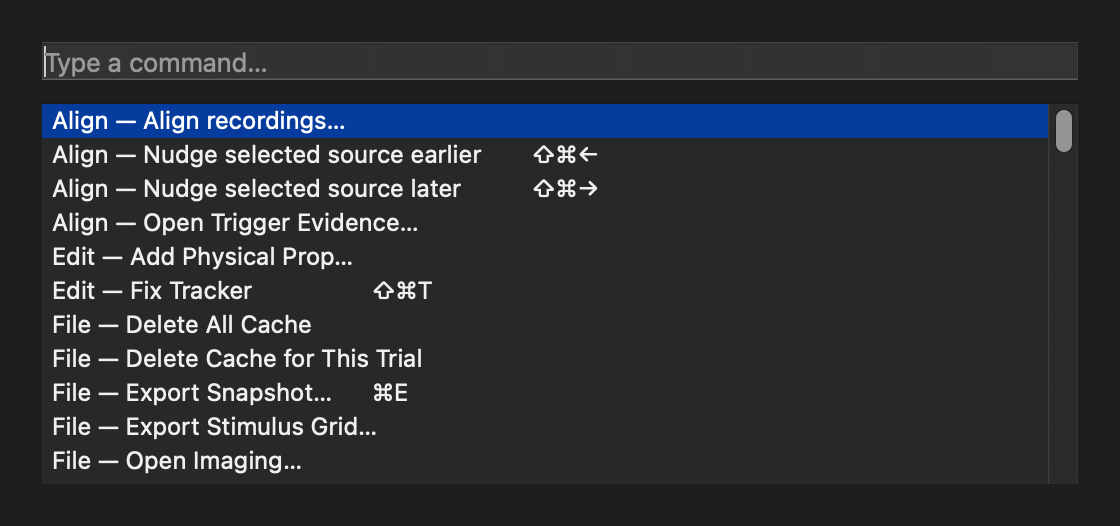 Type a command...
Align — Align recordings...
Align — Nudge selected source earlier ⇧⌘←
Align — Nudge selected source later ⇧⌘→
Align — Open Trigger Evidence...
Edit — Add Physical Prop...
Edit — Fix Tracker ⇧⌘T
File — Delete All Cache
File — Delete Cache for This Trial
File — Export Snapshot... ⌘E
File — Export Stimulus Grid...
File — Open Imaging...